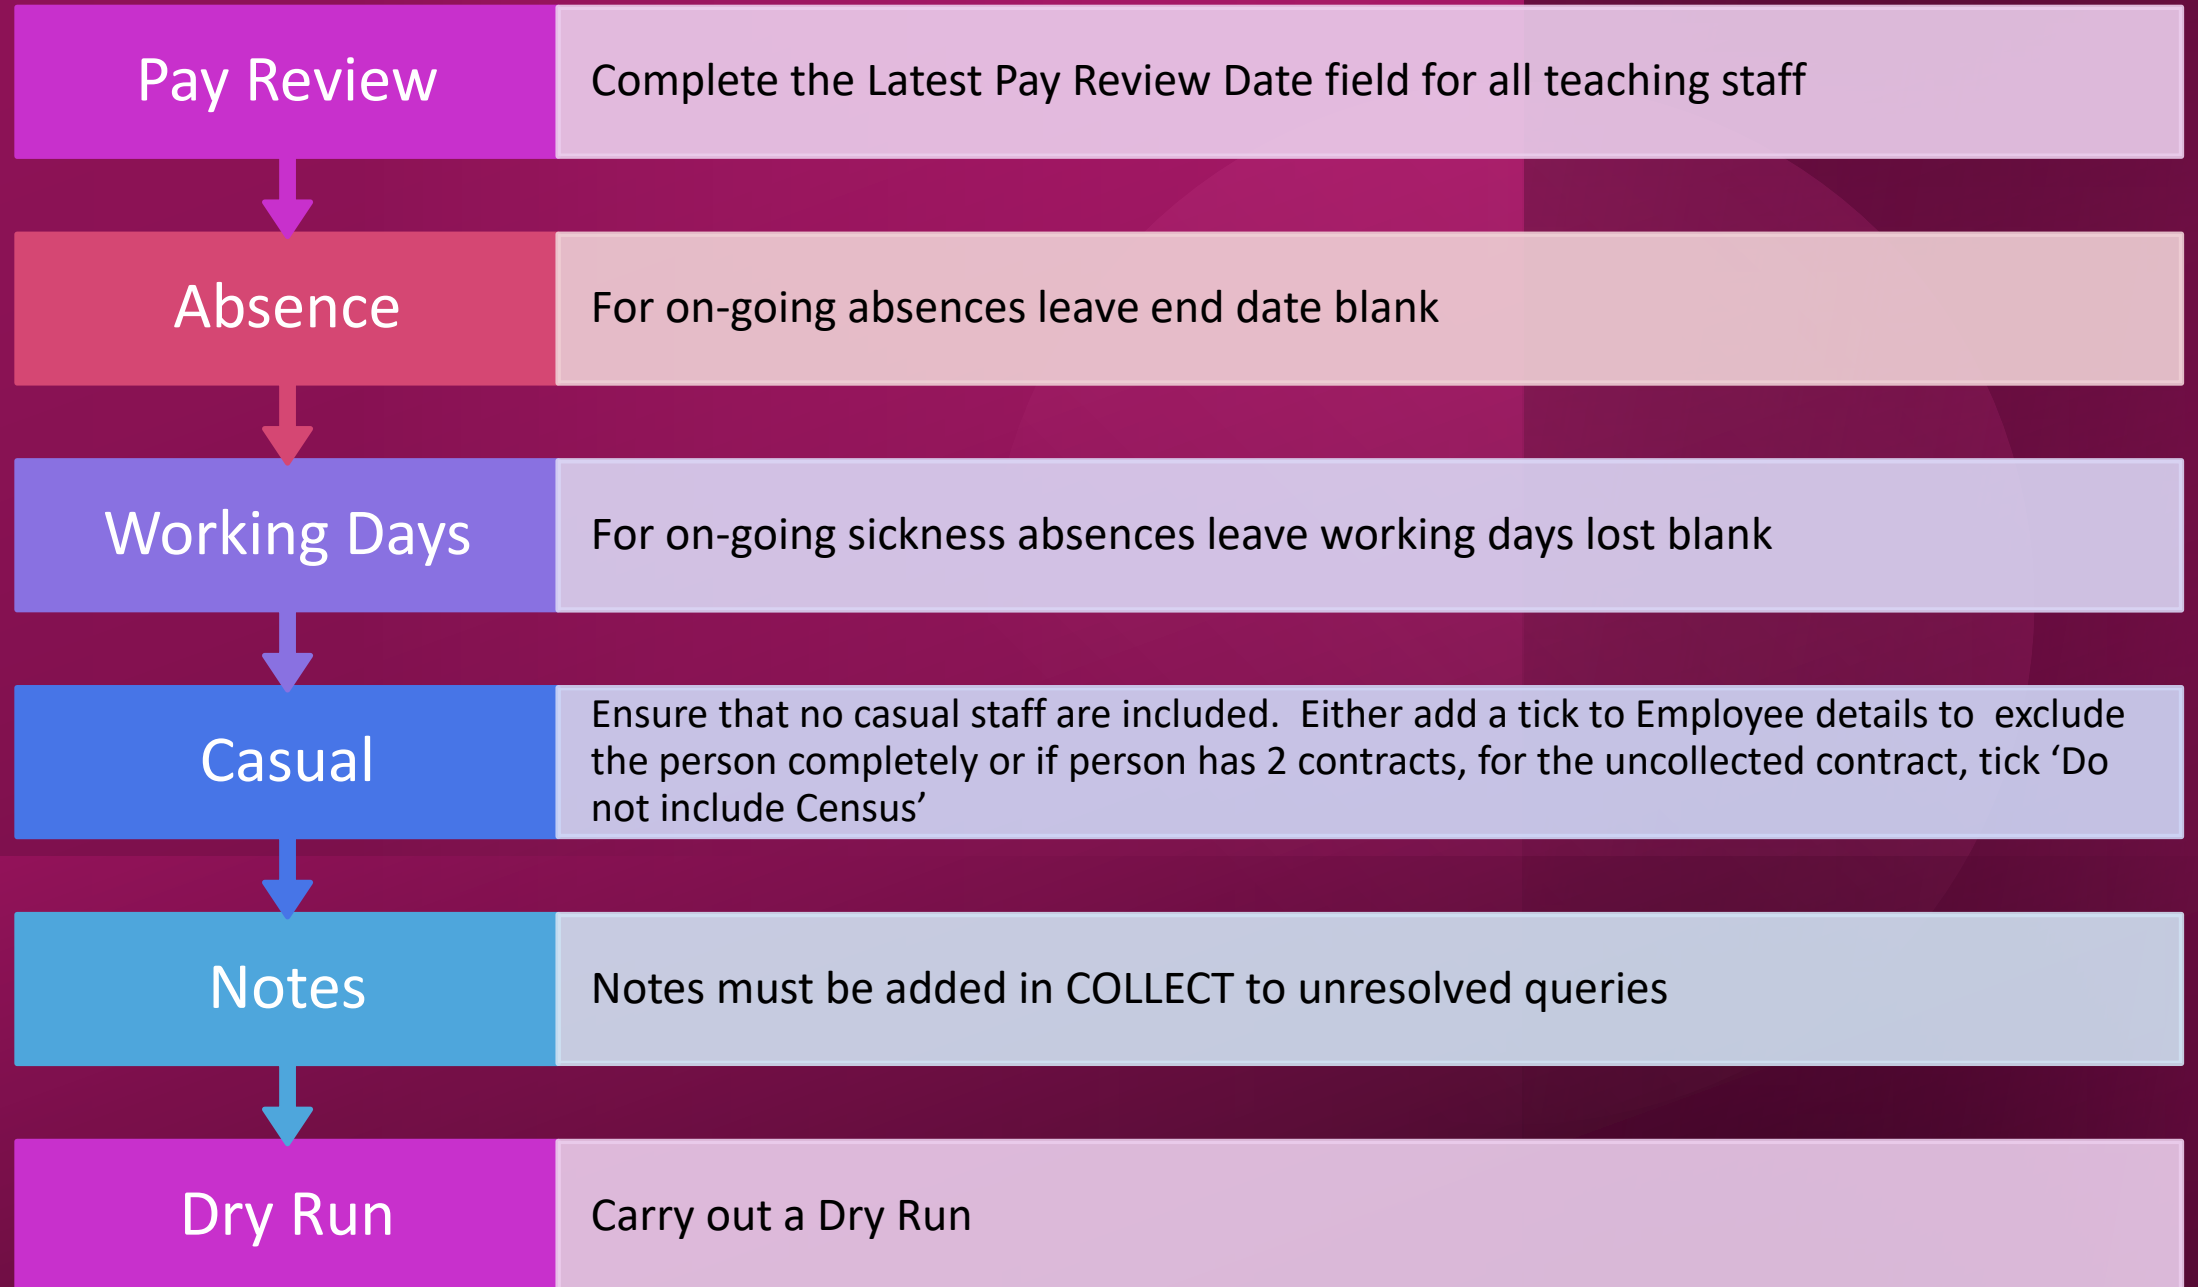 Pay Review
Complete the Latest Pay Review Date field for all teaching staff
Absence
For on-going absences leave end date blank
Working Days
For on-going sickness absences leave working days lost blank
Casual
Ensure that no casual staff are included.  Either add a tick to Employee details to  exclude
the person completely or if person has 2 contracts, for the uncollected contract, tick ‘Do
not include Census’
Notes
Notes must be added in COLLECT to unresolved queries
Dry Run
Carry out a Dry Run